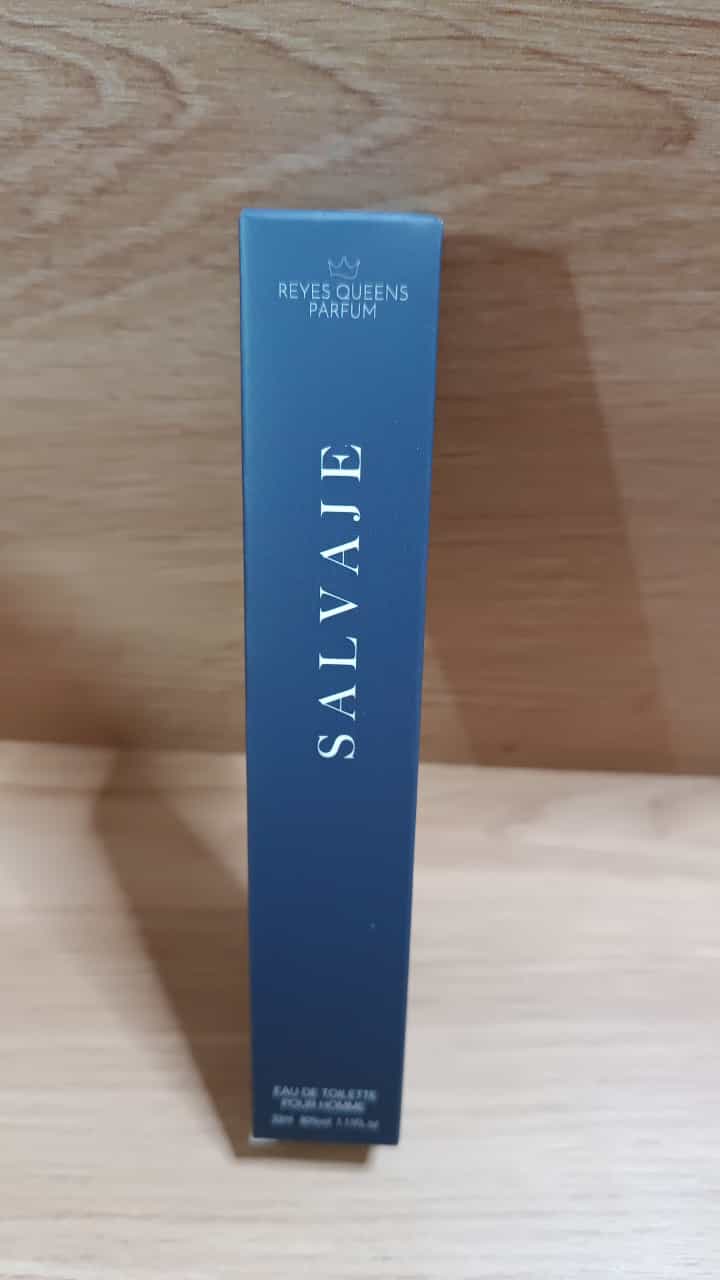 REYES QUEENS
PARFUM
SALVAJE
EAU DE TOILETTE
POUR HOMME